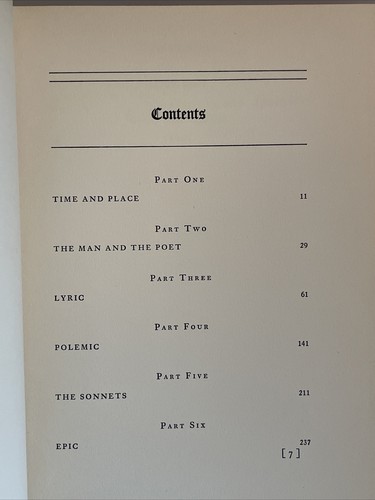 Contents
Part One
TIME AND PLACE 11
Part Two
THE MAN AND THE POET 29
Part Three
LYRIC 61
Part Four
POLEMIC 141
Part Five
THE SONNETS 211
Part Six
EPIC 237
[7]